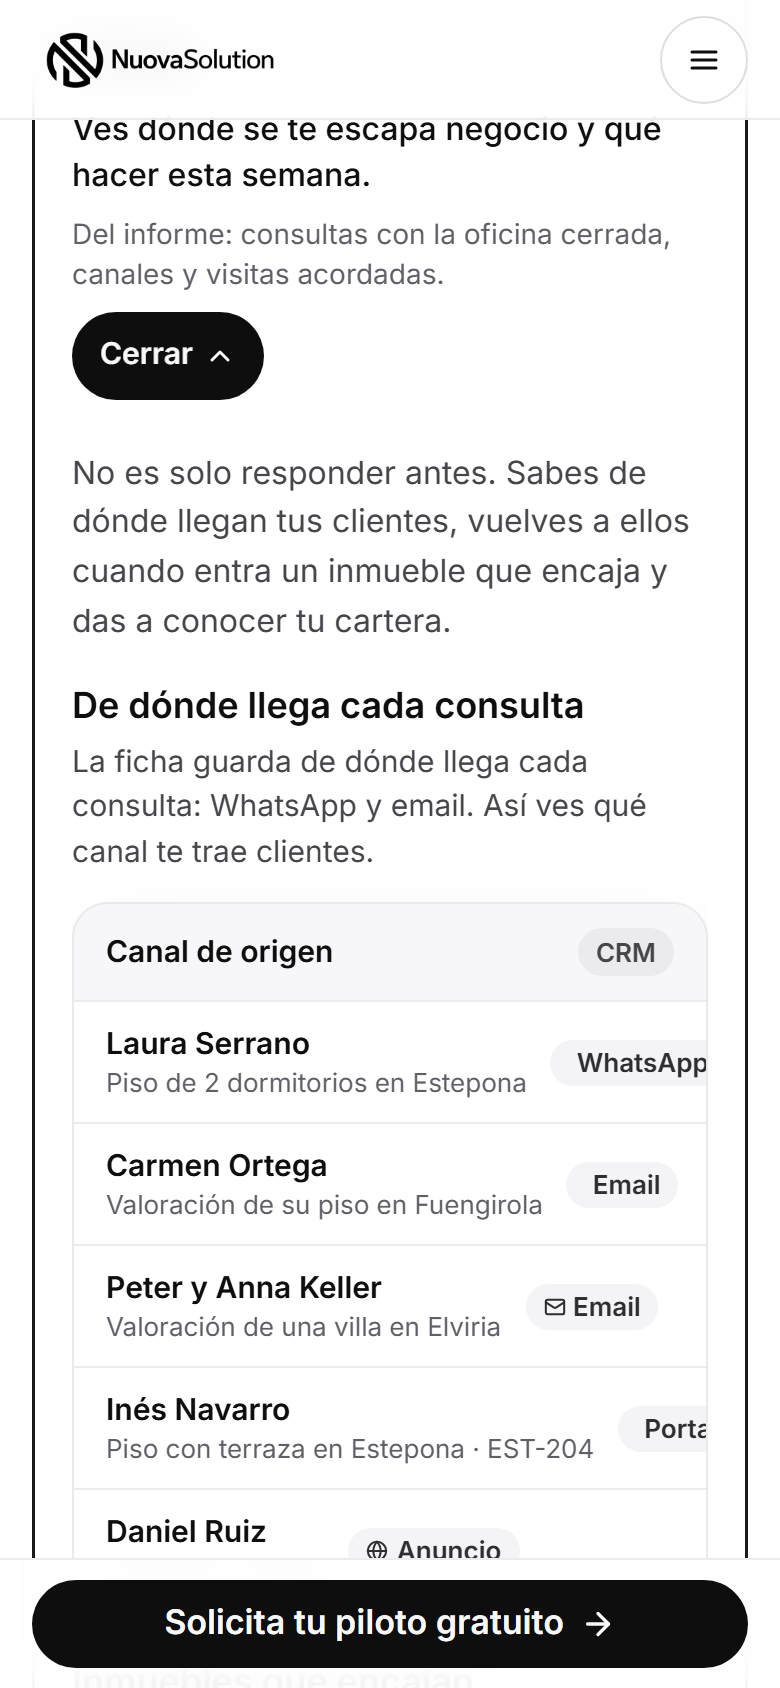 NuovaSolution
Ves dónde se te escapa negocio y qué
hacer esta semana.
Del informe: consultas con la oficina cerrada,
canales y visitas acordadas.
Cerrar
No es solo responder antes. Sabes de
dónde llegan tus clientes, vuelves a ellos
cuando entra un inmueble que encaja y
das a conocer tu cartera.
De dónde llega cada consulta
La ficha guarda de dónde llega cada
consulta: WhatsApp y email. Así ves qué
canal te trae clientes.
Canal de origen
CRM
Laura Serrano
Piso de 2 dormitorios en Estepona
WhatsApp
Carmen Ortega
Valoración de su piso en Fuengirola
Email
Peter y Anna Keller
Valoración de una villa en Elviria
Email
Inés Navarro
Piso con terraza en Estepona · EST-204
Porta
Daniel Ruiz
Anuncio
Solicita tu piloto gratuito
Inmuebles que encajan